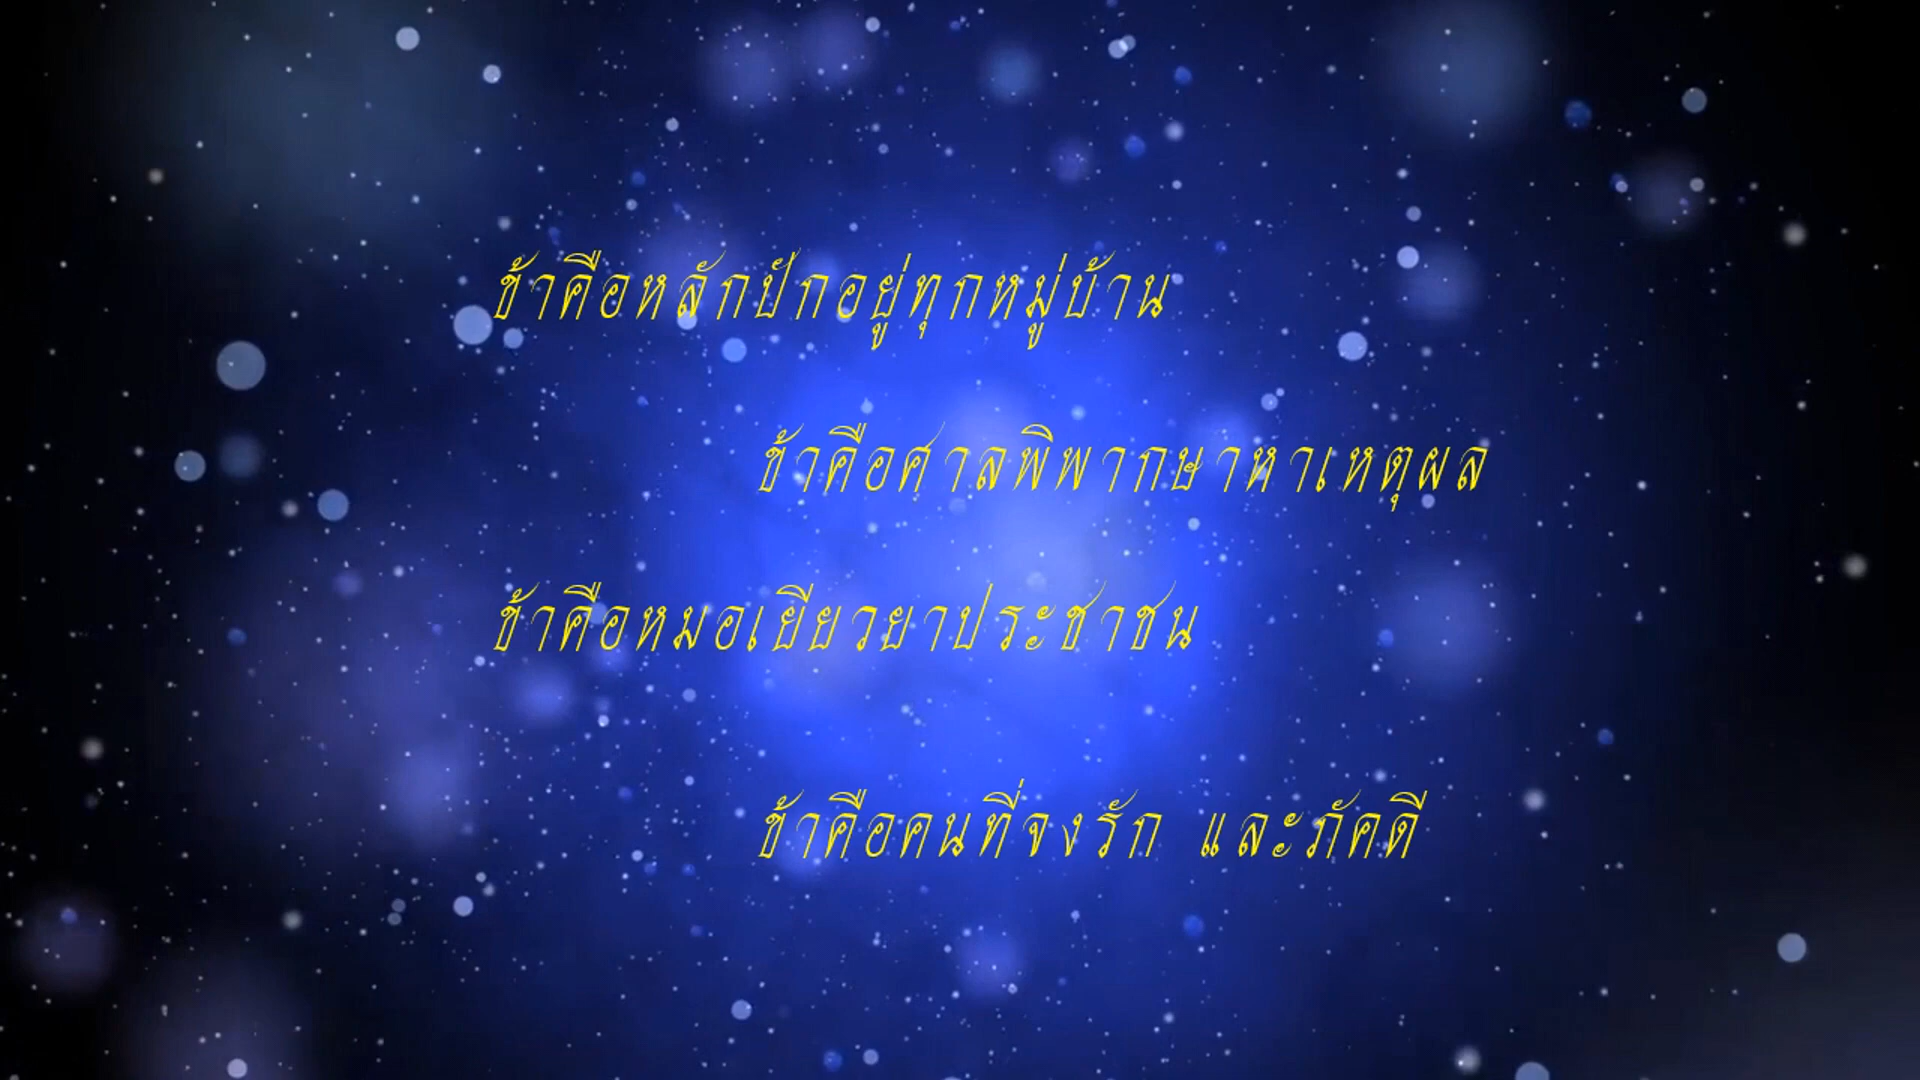 ข้าคือหลักปักอยู่ทุกหมู่บ้าน
ข้าคือศาลพิพากษาหาเหตุผล
ข้าคือหมอเยียวยาประชาชน
ข้าคือคนที่จงรัก และภัคดี